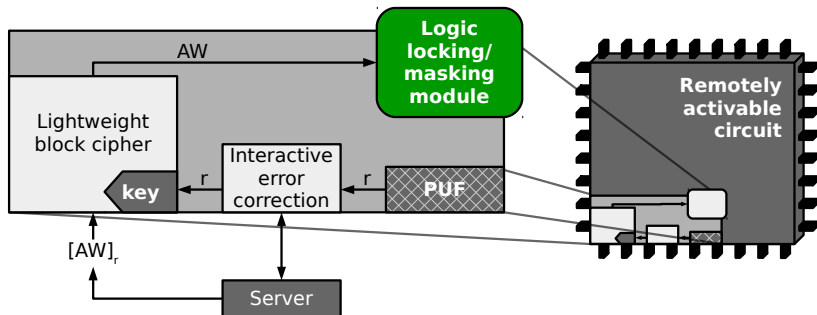 AW
Logic
locking/
masking
module
Remotely
activable
circuit
Lightweight
block cipher
key
r
Interactive
error
correction
r
PUF
[AW]r
Server